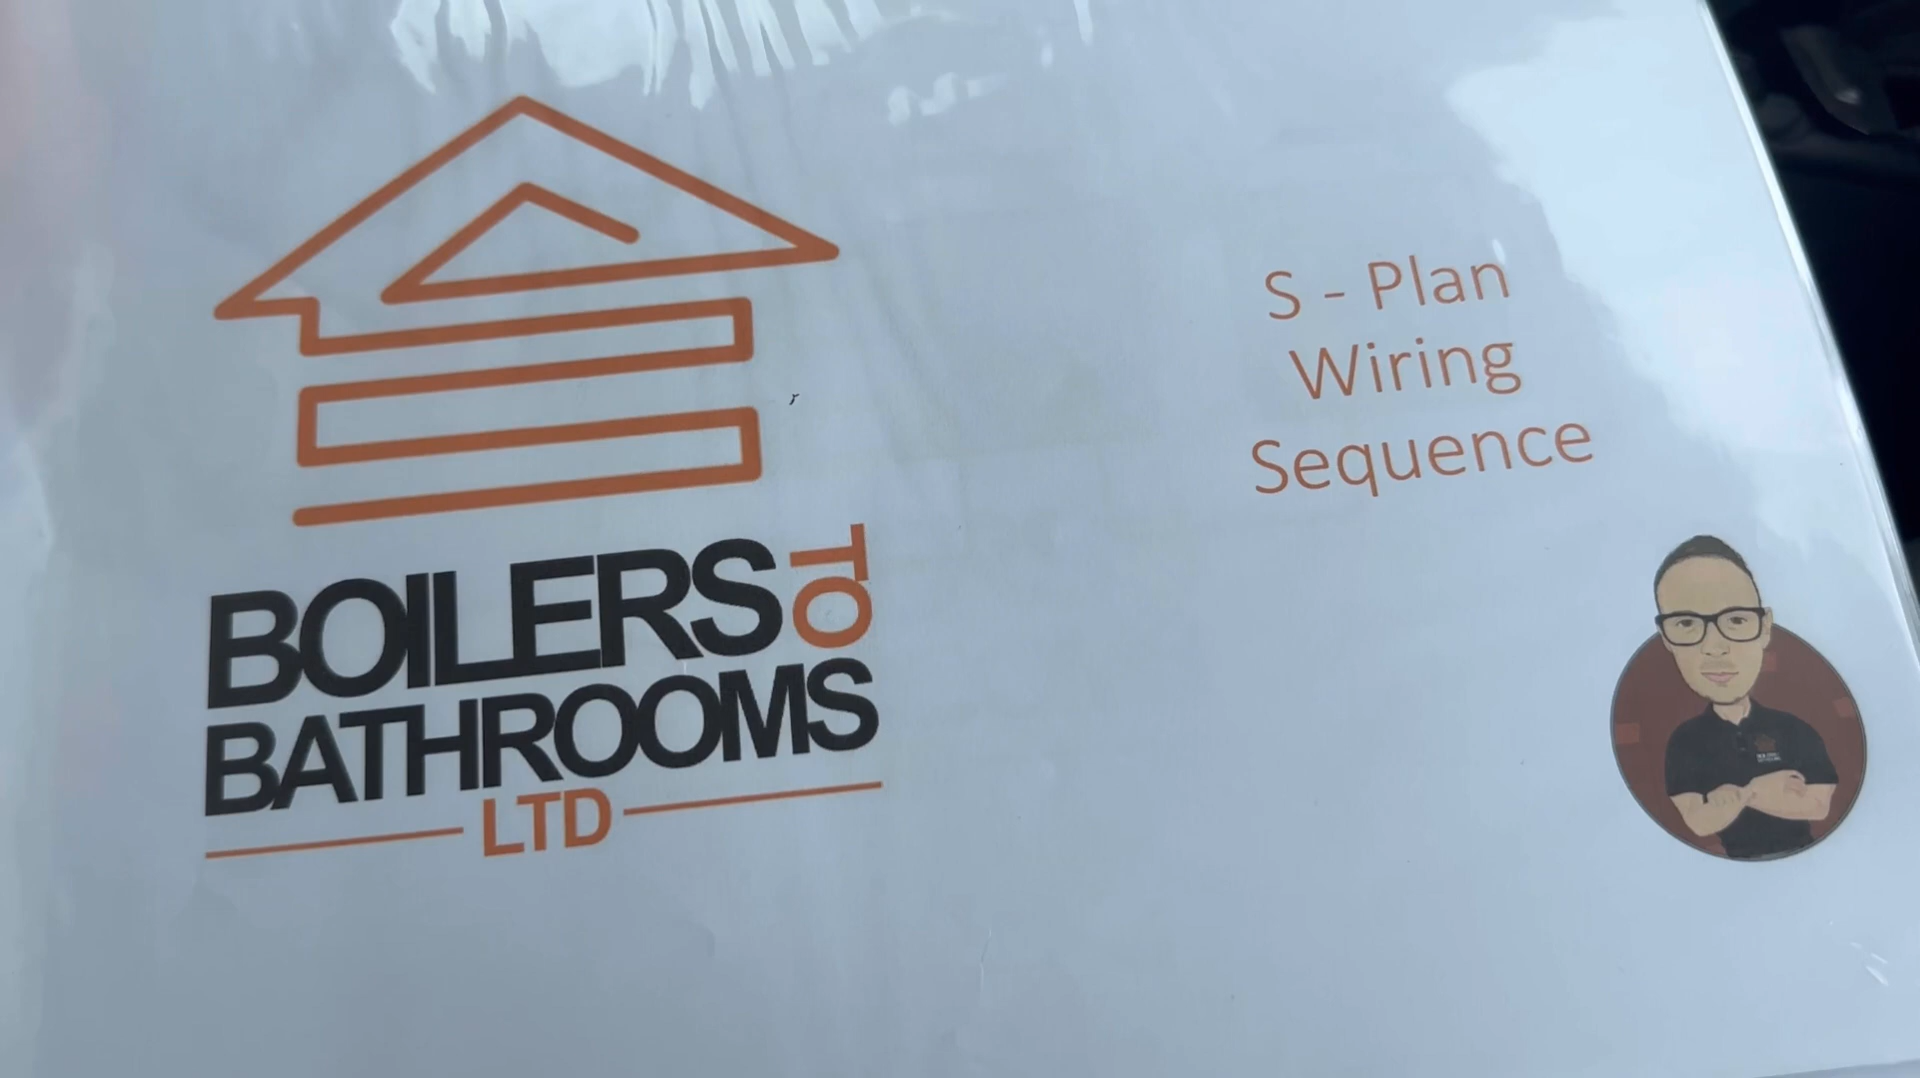 BOILERS TO
BATHROOMS
LTD
S - Plan
Wiring
Sequence